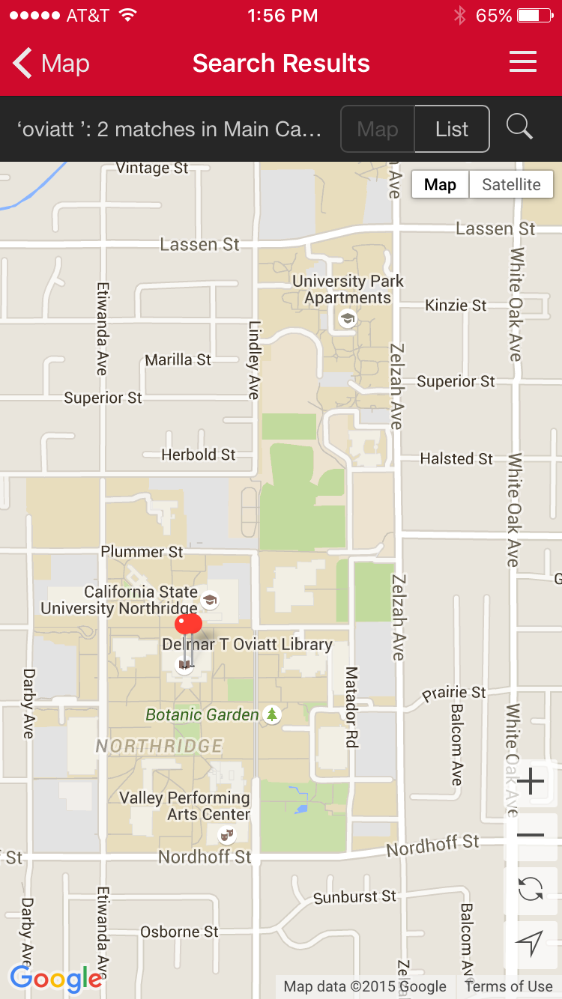 AT&T 1:56 PM 65%
Map Search Results
‘oviatt ’: 2 matches in Main Ca... Map List
Vintage St
Ave
Map Satellite
Lassen St
Lassen St
White Oak Ave
University Park
Apartments
Etiwanda Ave
Kinzie St
Lindley Ave
Zelzah Ave
Marilla St
Superior St
Superior St
Herbold St
Halsted St
White Oak Ave
Plummer St
Zelzah Ave
California State
University Northridge
G
Delmar T Oviatt Library
Darby Ave
Matador Rd
Prairie St
Balcom Ave
White Oak Ave
Botanic Garden
NORTHRIDGE
Valley Performing
Arts Center
St
Nordhoff St
Nordhoff St
Sunburst St
Darby Ave
Etiwanda Ave
Osborne St
Balcom Av
Zelza
Google
Map data ©2015 Google Terms of Use